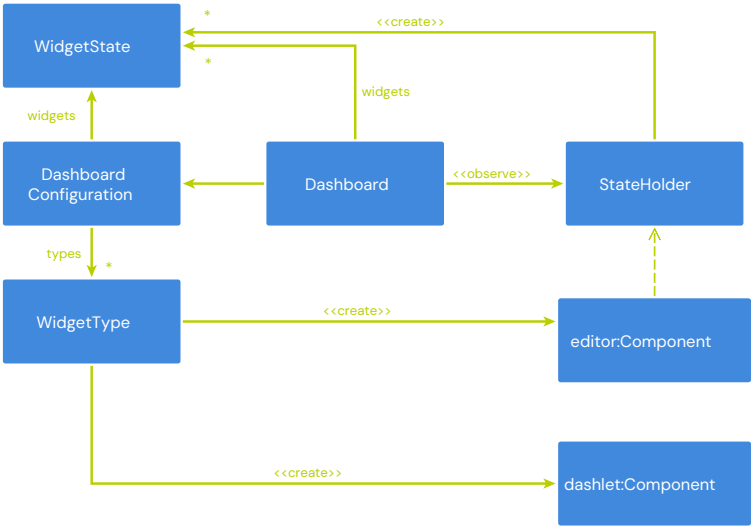 *
<<create>>
WidgetState
*
widgets
widgets
Dashboard
Configuration
Dashboard
<<observe>>
StateHolder
types
*
WidgetType
<<create>>
editor:Component
<<create>>
dashlet:Component